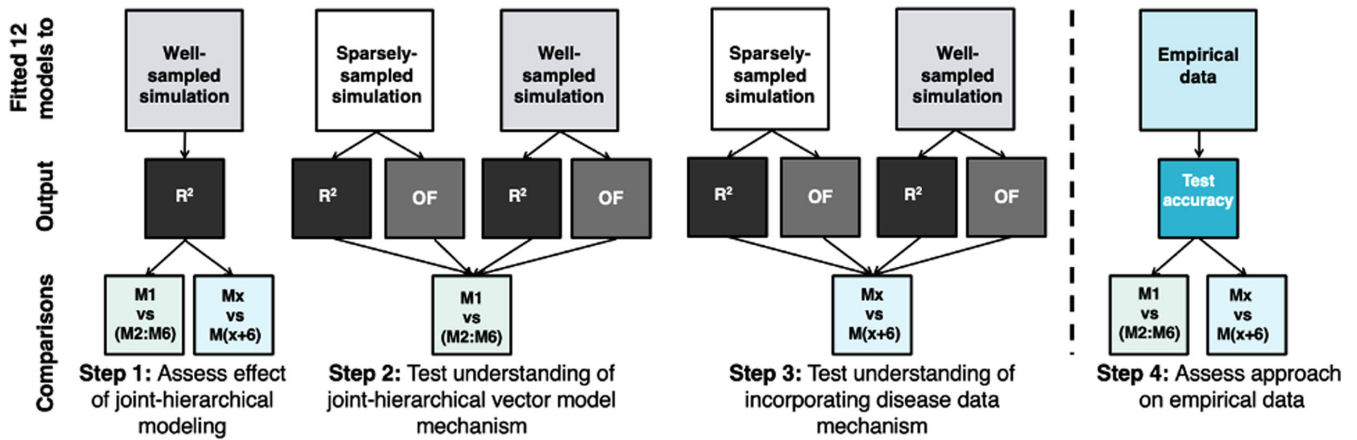 Fitted 12
models to
Well-
sampled
simulation
Sparsely-
sampled
simulation
Well-
sampled
simulation
Sparsely-
sampled
simulation
Well-
sampled
simulation
Empirical
data
Output
R²
R²
OF
R²
OF
R²
OF
R²
OF
Test
accuracy
Comparisons
M1
vs
(M2:M6)
Mx
vs
M(x+6)
M1
vs
(M2:M6)
Mx
vs
M(x+6)
M1
vs
(M2:M6)
Mx
vs
M(x+6)
Step 1: Assess effect
of joint-hierarchical
modeling
Step 2: Test understanding of
joint-hierarchical vector model
mechanism
Step 3: Test understanding of
incorporating disease data
mechanism
Step 4: Assess approach
on empirical data